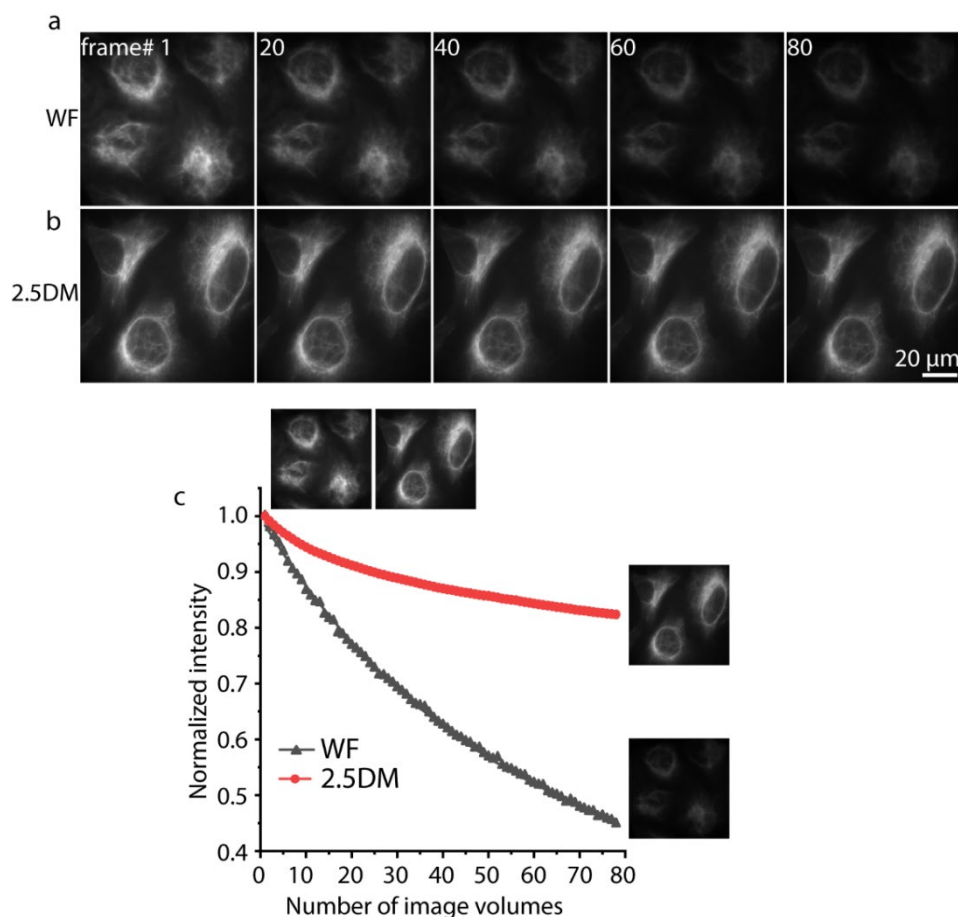 a
frame# 1 20 40 60 80
WF
b
2.5DM
20 µm
c
1.0
0.9
0.8
0.7
0.6
0.5
0.4
Normalized intensity
WF
2.5DM
0 10 20 30 40 50 60 70 80
Number of image volumes